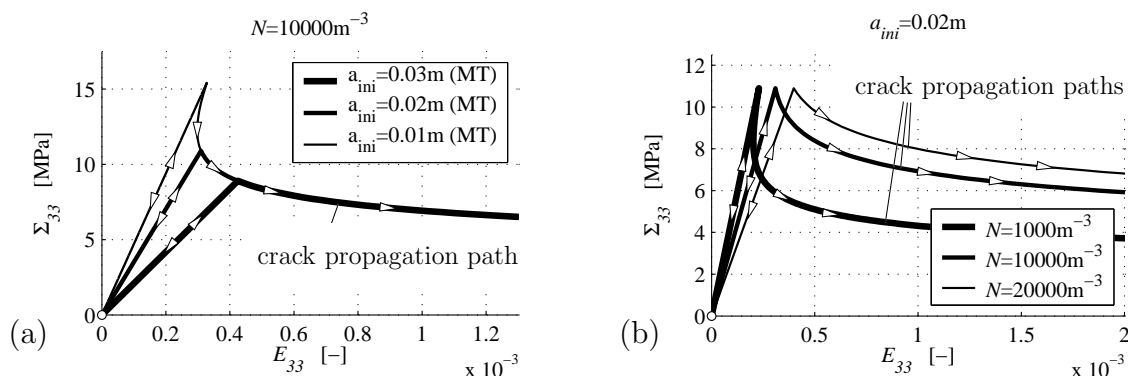 N=10000m⁻³
15
10
5
0
Σ₃₃ [MPa]
a_ini=0.03m (MT)
a_ini=0.02m (MT)
a_ini=0.01m (MT)
crack propagation path
0
0.2
0.4
0.6
0.8
1
1.2
E₃₃ [–]
x 10⁻³
(a)
a_ini=0.02m
12
10
8
6
4
2
0
Σ₃₃ [MPa]
crack propagation paths
N=1000m⁻³
N=10000m⁻³
N=20000m⁻³
0
0.5
1
1.5
2
E₃₃ [–]
x 10⁻³
(b)